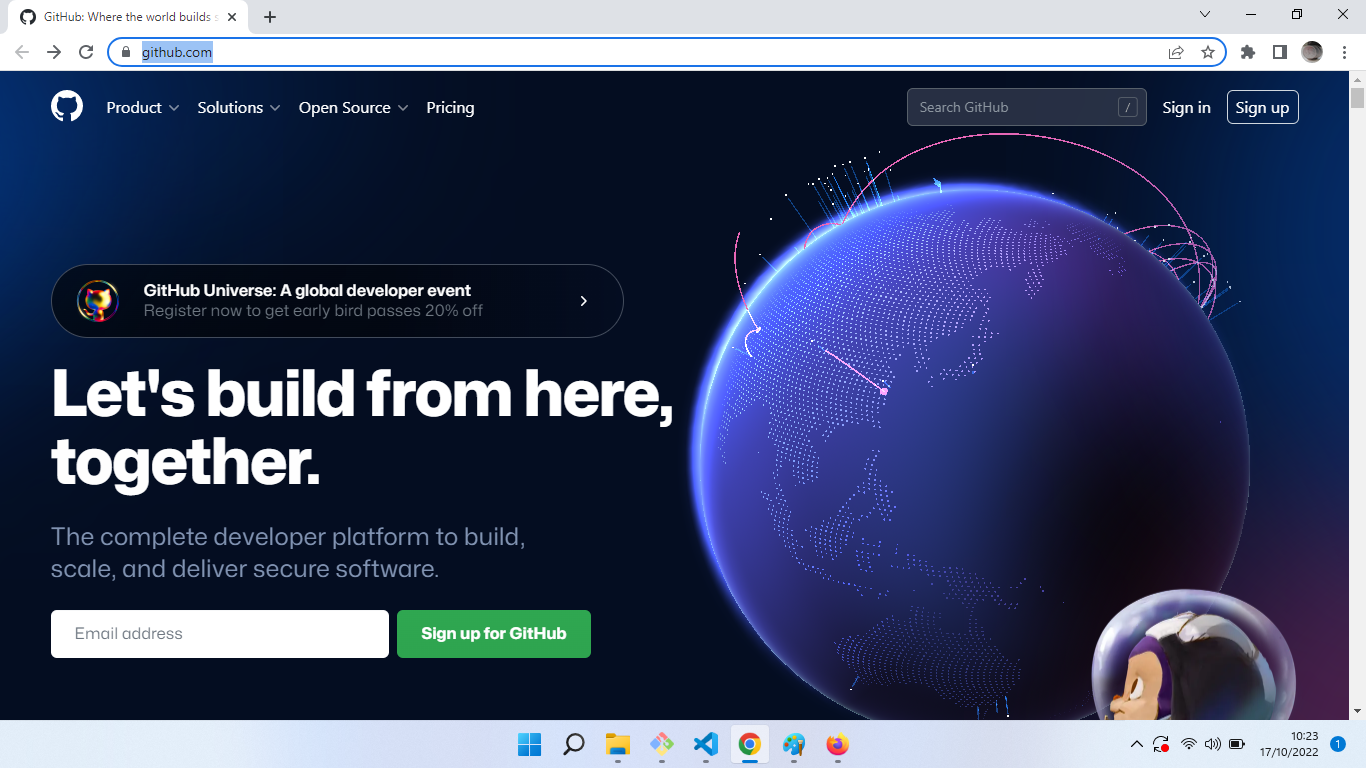 GitHub: Where the world builds s
github.com
Product
Solutions
Open Source
Pricing
Search GitHub
/
Sign in
Sign up
GitHub Universe: A global developer event
Register now to get early bird passes 20% off
Let's build from here,
together.
The complete developer platform to build,
scale, and deliver secure software.
Email address
Sign up for GitHub
10:23
17/10/2022
1